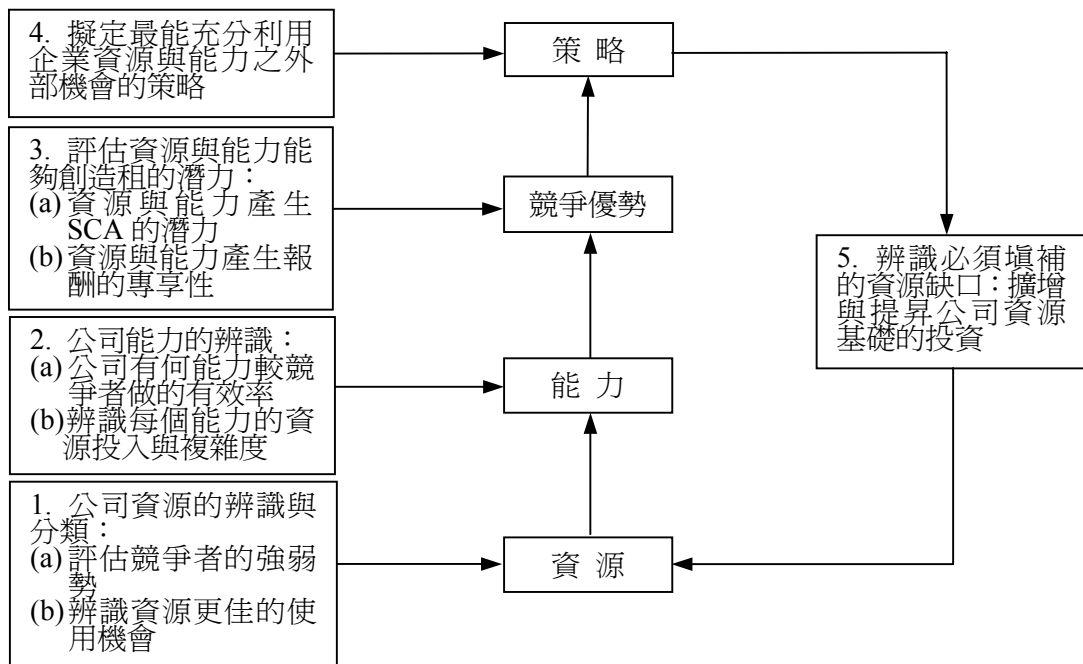 4. 擬定最能充分利用
企業資源與能力之外
部機會的策略
策 略
3. 評估資源與能力能
夠創造租的潛力：
(a) 資源與能力產生
SCA 的潛力
(b) 資源與能力產生報
酬的專享性
競爭優勢
5. 辨識必須填補
的資源缺口：擴增
與提昇公司資源
基礎的投資
2. 公司能力的辨識：
(a) 公司有何能力較競
爭者做的有效率
(b) 辨識每個能力的資
源投入與複雜度
能 力
1. 公司資源的辨識與
分類：
(a) 評估競爭者的強弱
勢
(b) 辨識資源更佳的使
用機會
資 源